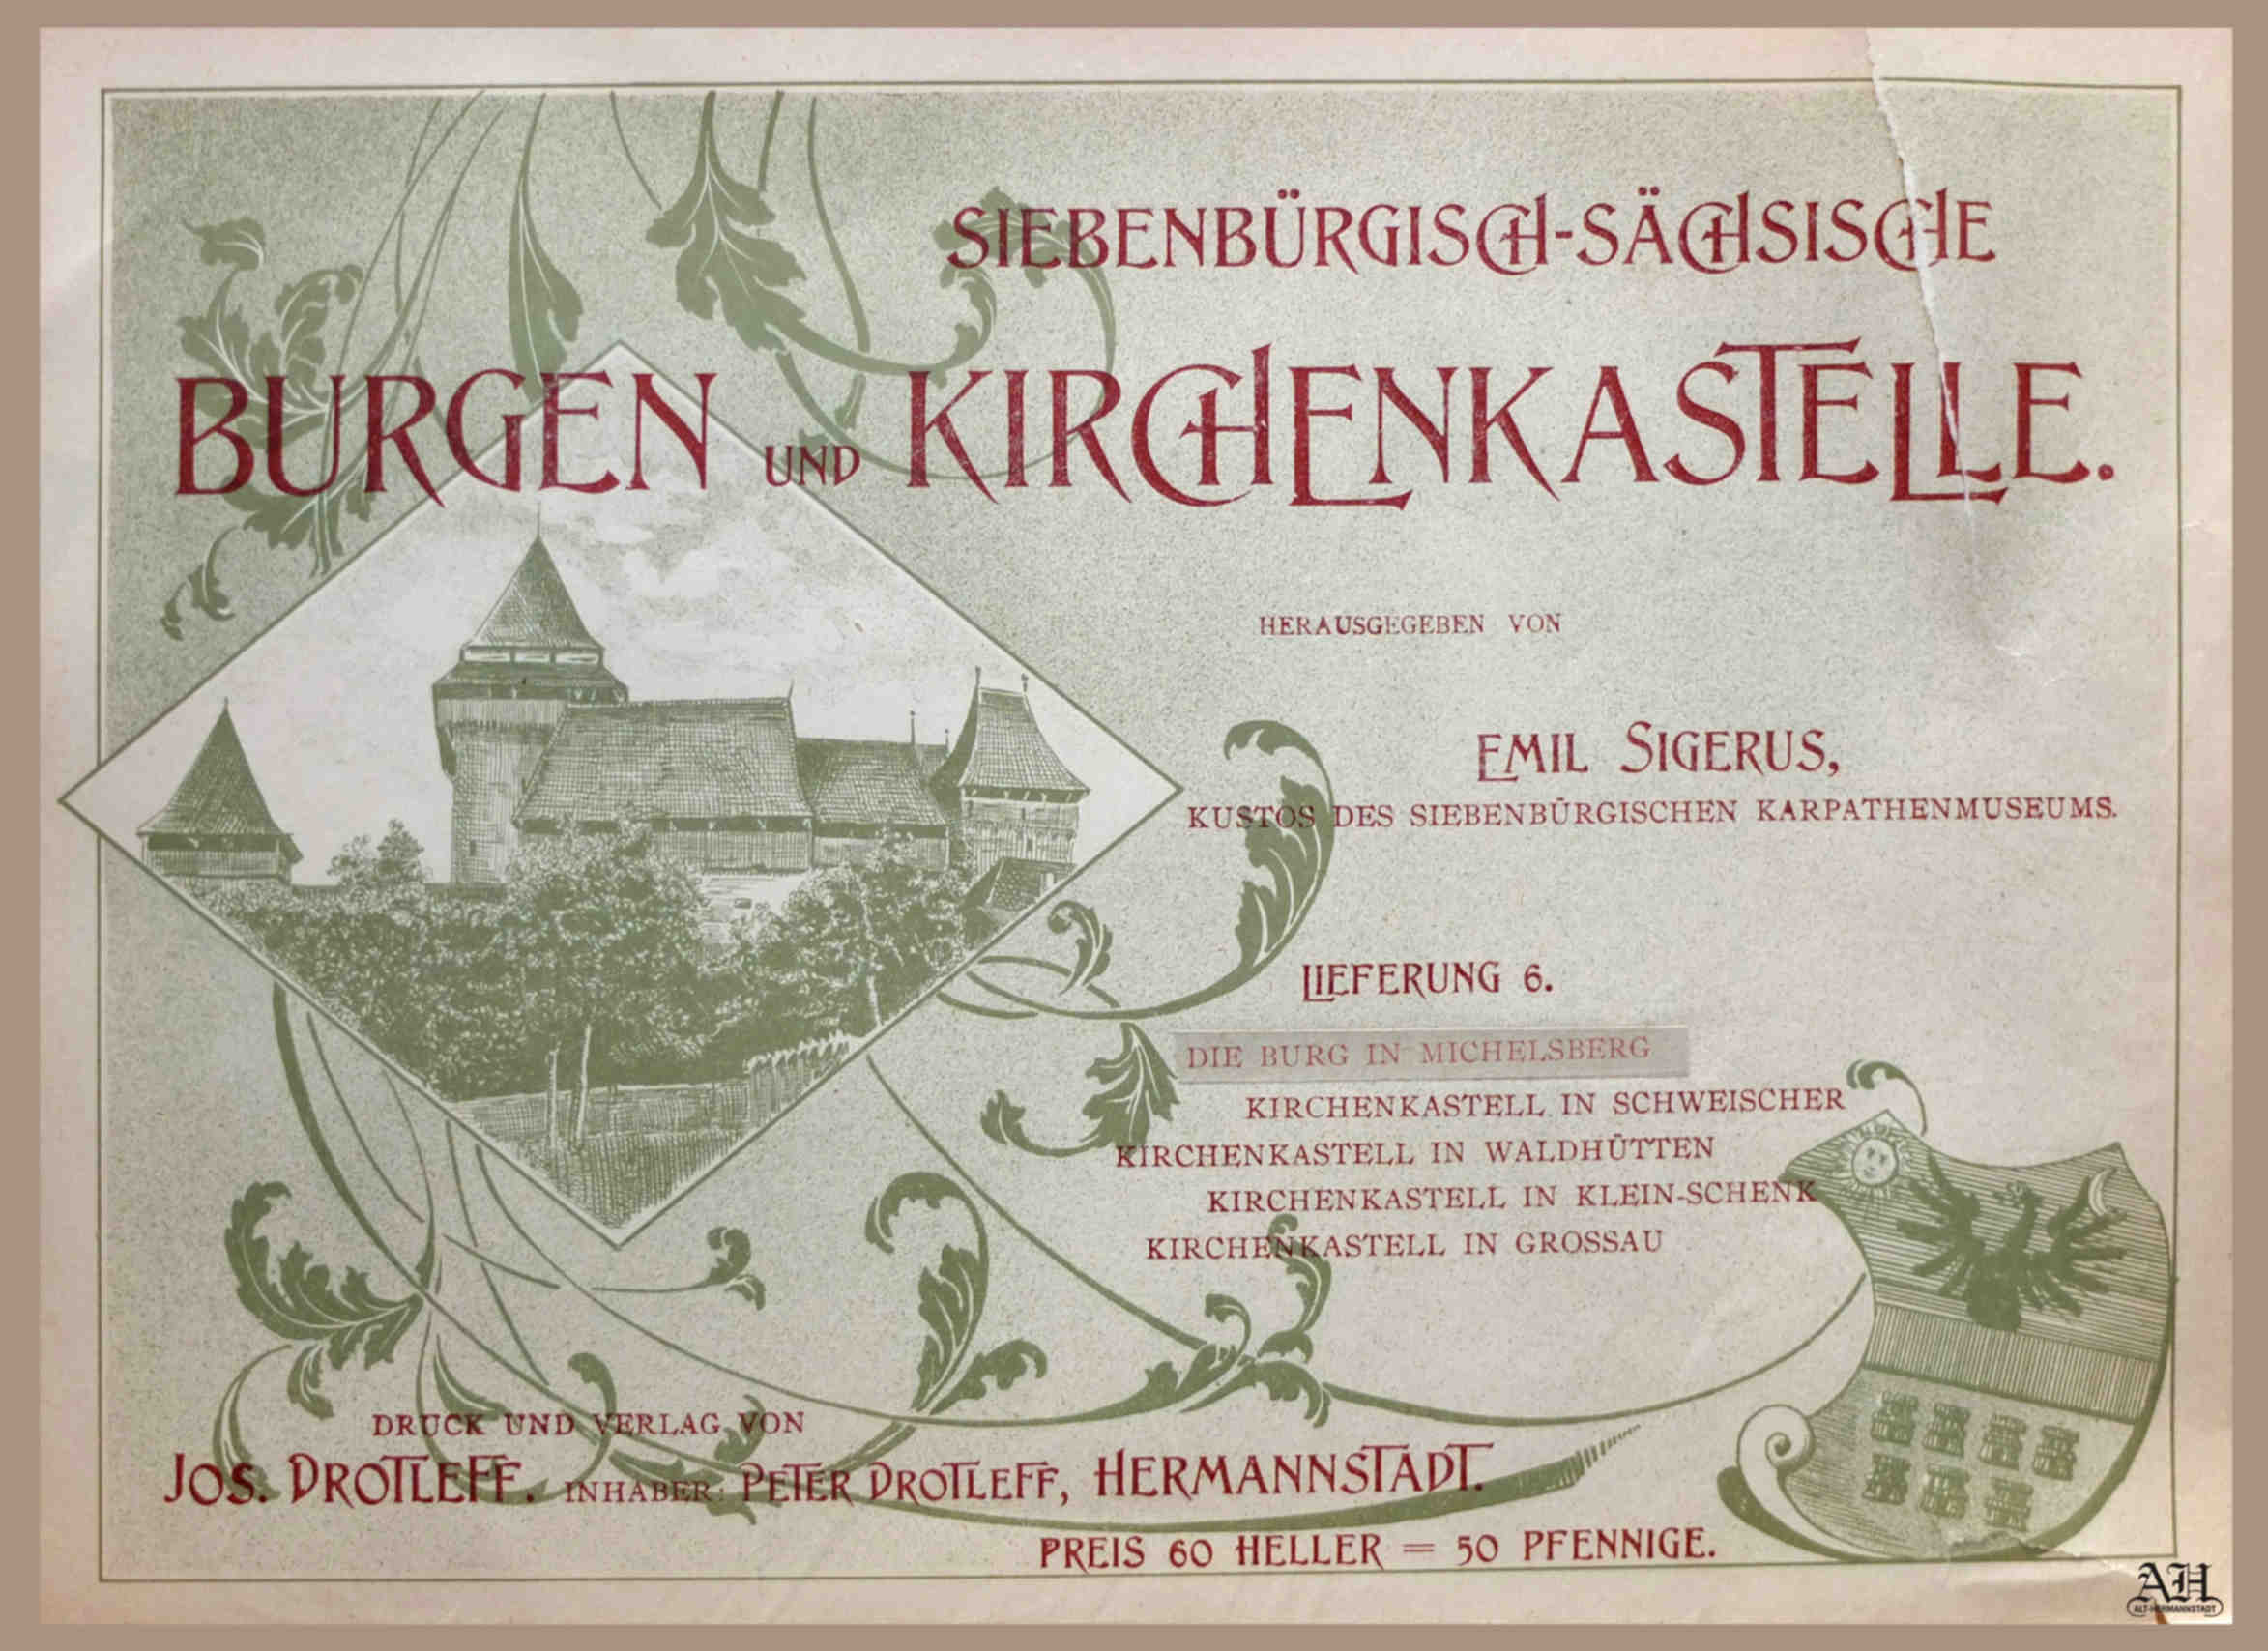 SIEBENBÜRGISCH-SÄCHSISCHE
BURGEN UND KIRCHENKASTELLE.
HERAUSGEGEBEN VON
EMIL SIGERUS,
KUSTOS DES SIEBENBÜRGISCHEN KARPATHENMUSEUMS.
LIEFERUNG 6.
DIE BURG IN MICHELSBERG
KIRCHENKASTELL IN SCHWEISCHER
KIRCHENKASTELL IN WALDHÜTTEN
KIRCHENKASTELL IN KLEIN-SCHENK
KIRCHENKASTELL IN GROSSAU
DRUCK UND VERLAG VON
JOS. DROTLEFF. INHABER: PETER DROTLEFF, HERMANNSTADT.
PREIS 60 HELLER = 50 PFENNIGE.
AH
ALT-HERMANNSTADT